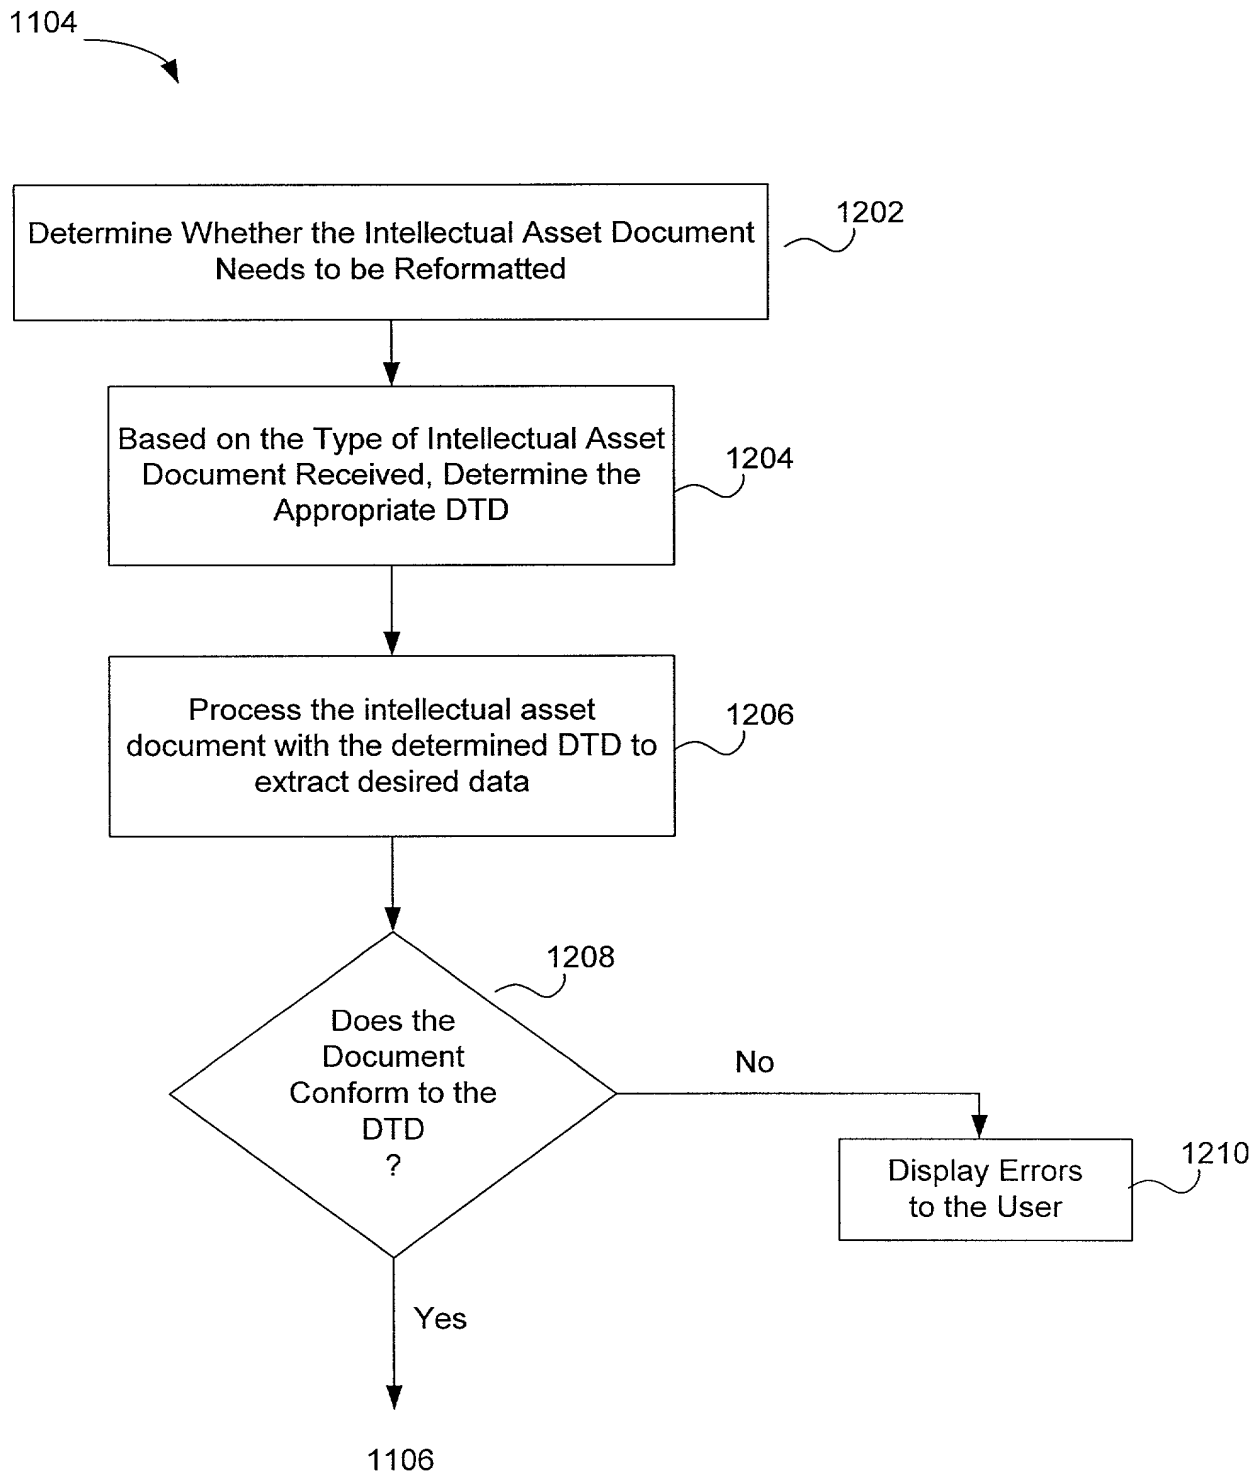 1104
Determine Whether the Intellectual Asset Document
Needs to be Reformatted
1202
Based on the Type of Intellectual Asset
Document Received, Determine the
Appropriate DTD
1204
Process the intellectual asset
document with the determined DTD to
extract desired data
1206
1208
Does the
Document
Conform to the
DTD
?
No
Display Errors
to the User
1210
Yes
1106